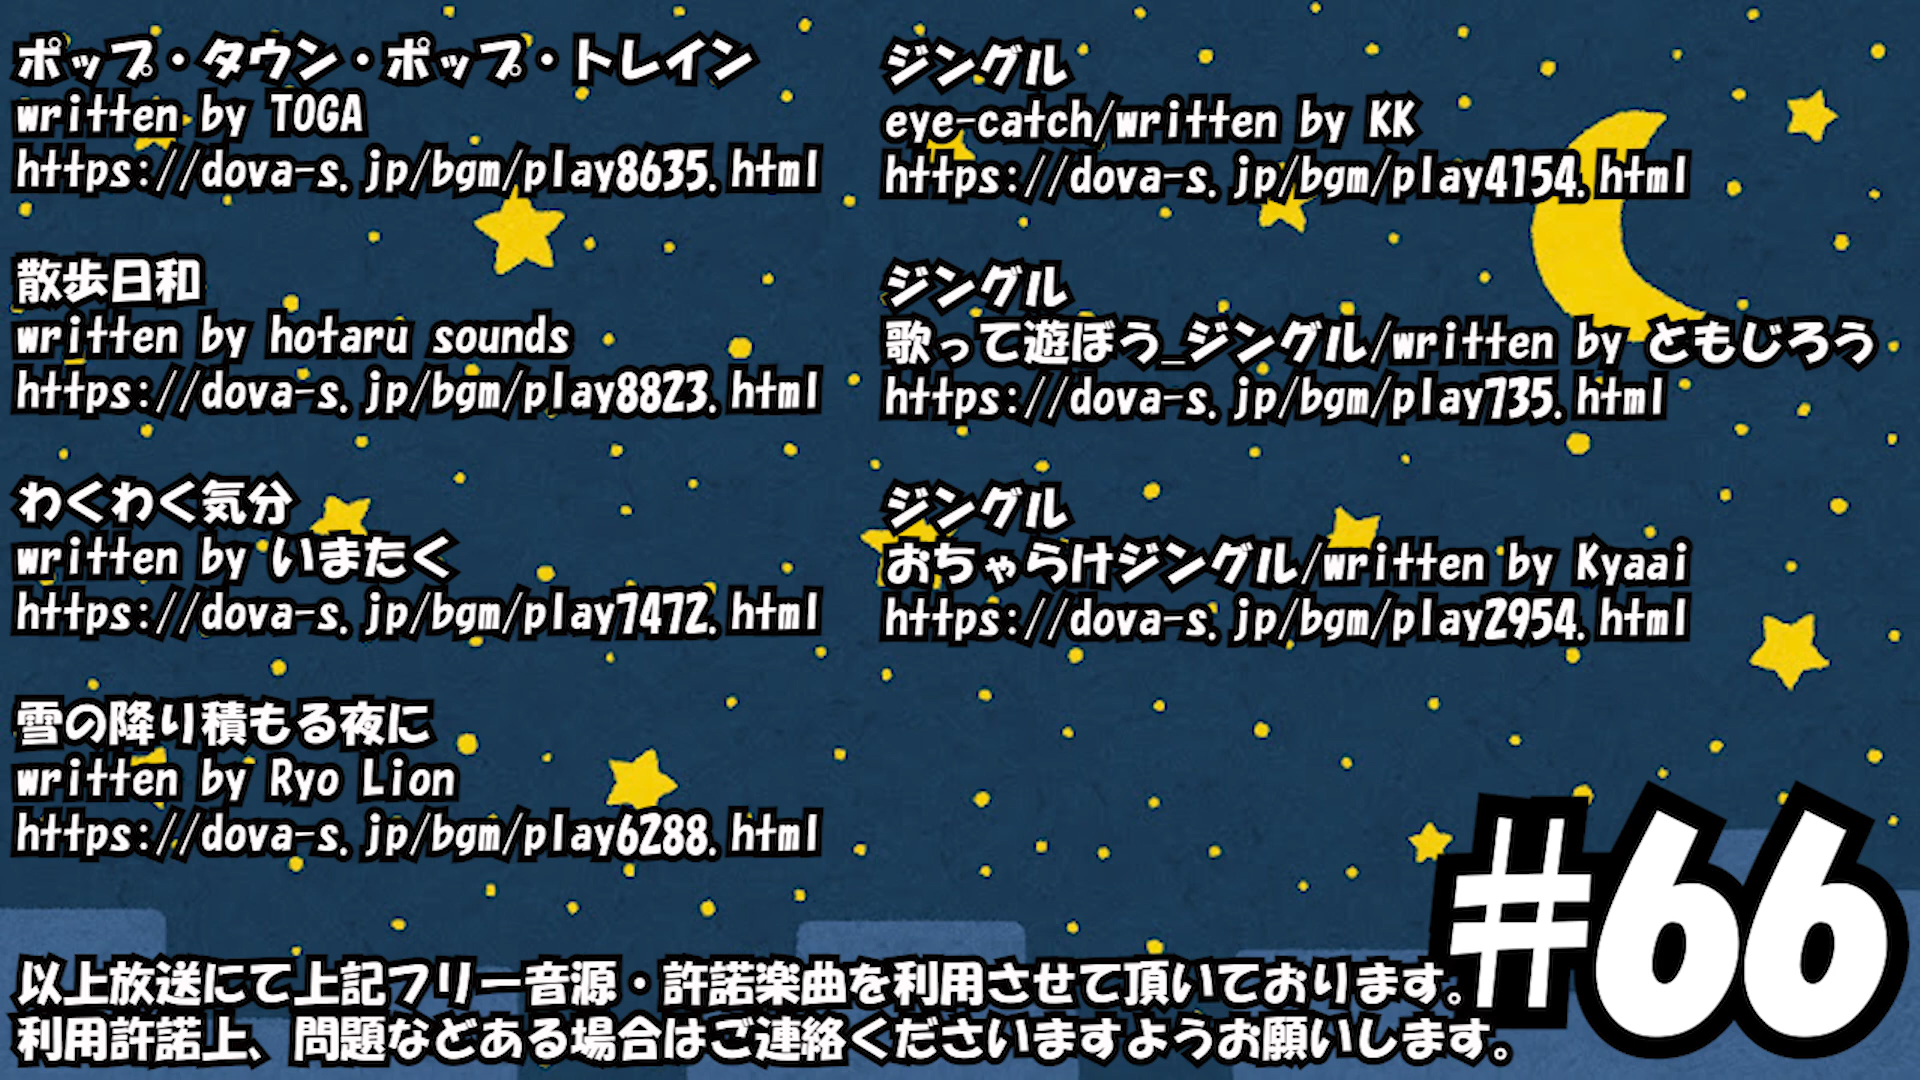 ポップ・タウン・ポップ・トレイン
written by TOGA
https://dova-s.jp/bgm/play8635.html
散歩日和
written by hotaru sounds
https://dova-s.jp/bgm/play8823.html
わくわく気分
written by いまたく
https://dova-s.jp/bgm/play7472.html
雪の降り積もる夜に
written by Ryo Lion
https://dova-s.jp/bgm/play6288.html
ジングル
eye-catch/written by KK
https://dova-s.jp/bgm/play4154.html
ジングル
歌って遊ぼう_ジングル/written by ともじろう
https://dova-s.jp/bgm/play735.html
ジングル
おちゃらけジングル/written by Kyaai
https://dova-s.jp/bgm/play2954.html
以上放送にて上記フリー音源・許諾楽曲を利用させて頂いております。
利用許諾上、問題などある場合はご連絡くださいますようお願いします。
#66